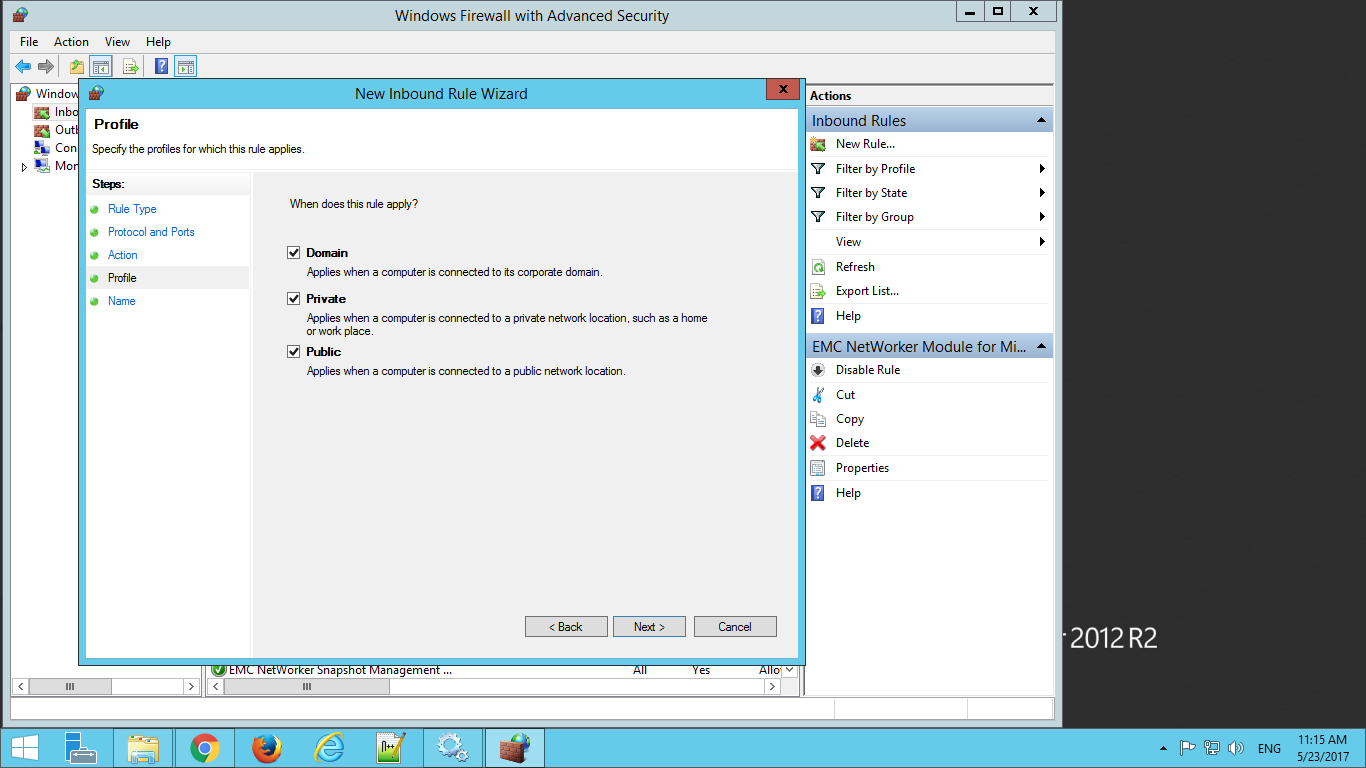 Windows Firewall with Advanced Security
File Action View Help
Window
Inbo
Outb
Con
Mon
New Inbound Rule Wizard
Profile
Specify the profiles for which this rule applies.
Steps:
Rule Type
Protocol and Ports
Action
Profile
Name
When does this rule apply?
Domain
Applies when a computer is connected to its corporate domain.
Private
Applies when a computer is connected to a private network location, such as a home
or work place.
Public
Applies when a computer is connected to a public network location.
< Back Next > Cancel
EMC NetWorker Snapshot Management ... All Yes Allo
Actions
Inbound Rules
New Rule...
Filter by Profile
Filter by State
Filter by Group
View
Refresh
Export List...
Help
EMC NetWorker Module for Mi...
Disable Rule
Cut
Copy
Delete
Properties
Help
2012 R2
ENG
11:15 AM
5/23/2017